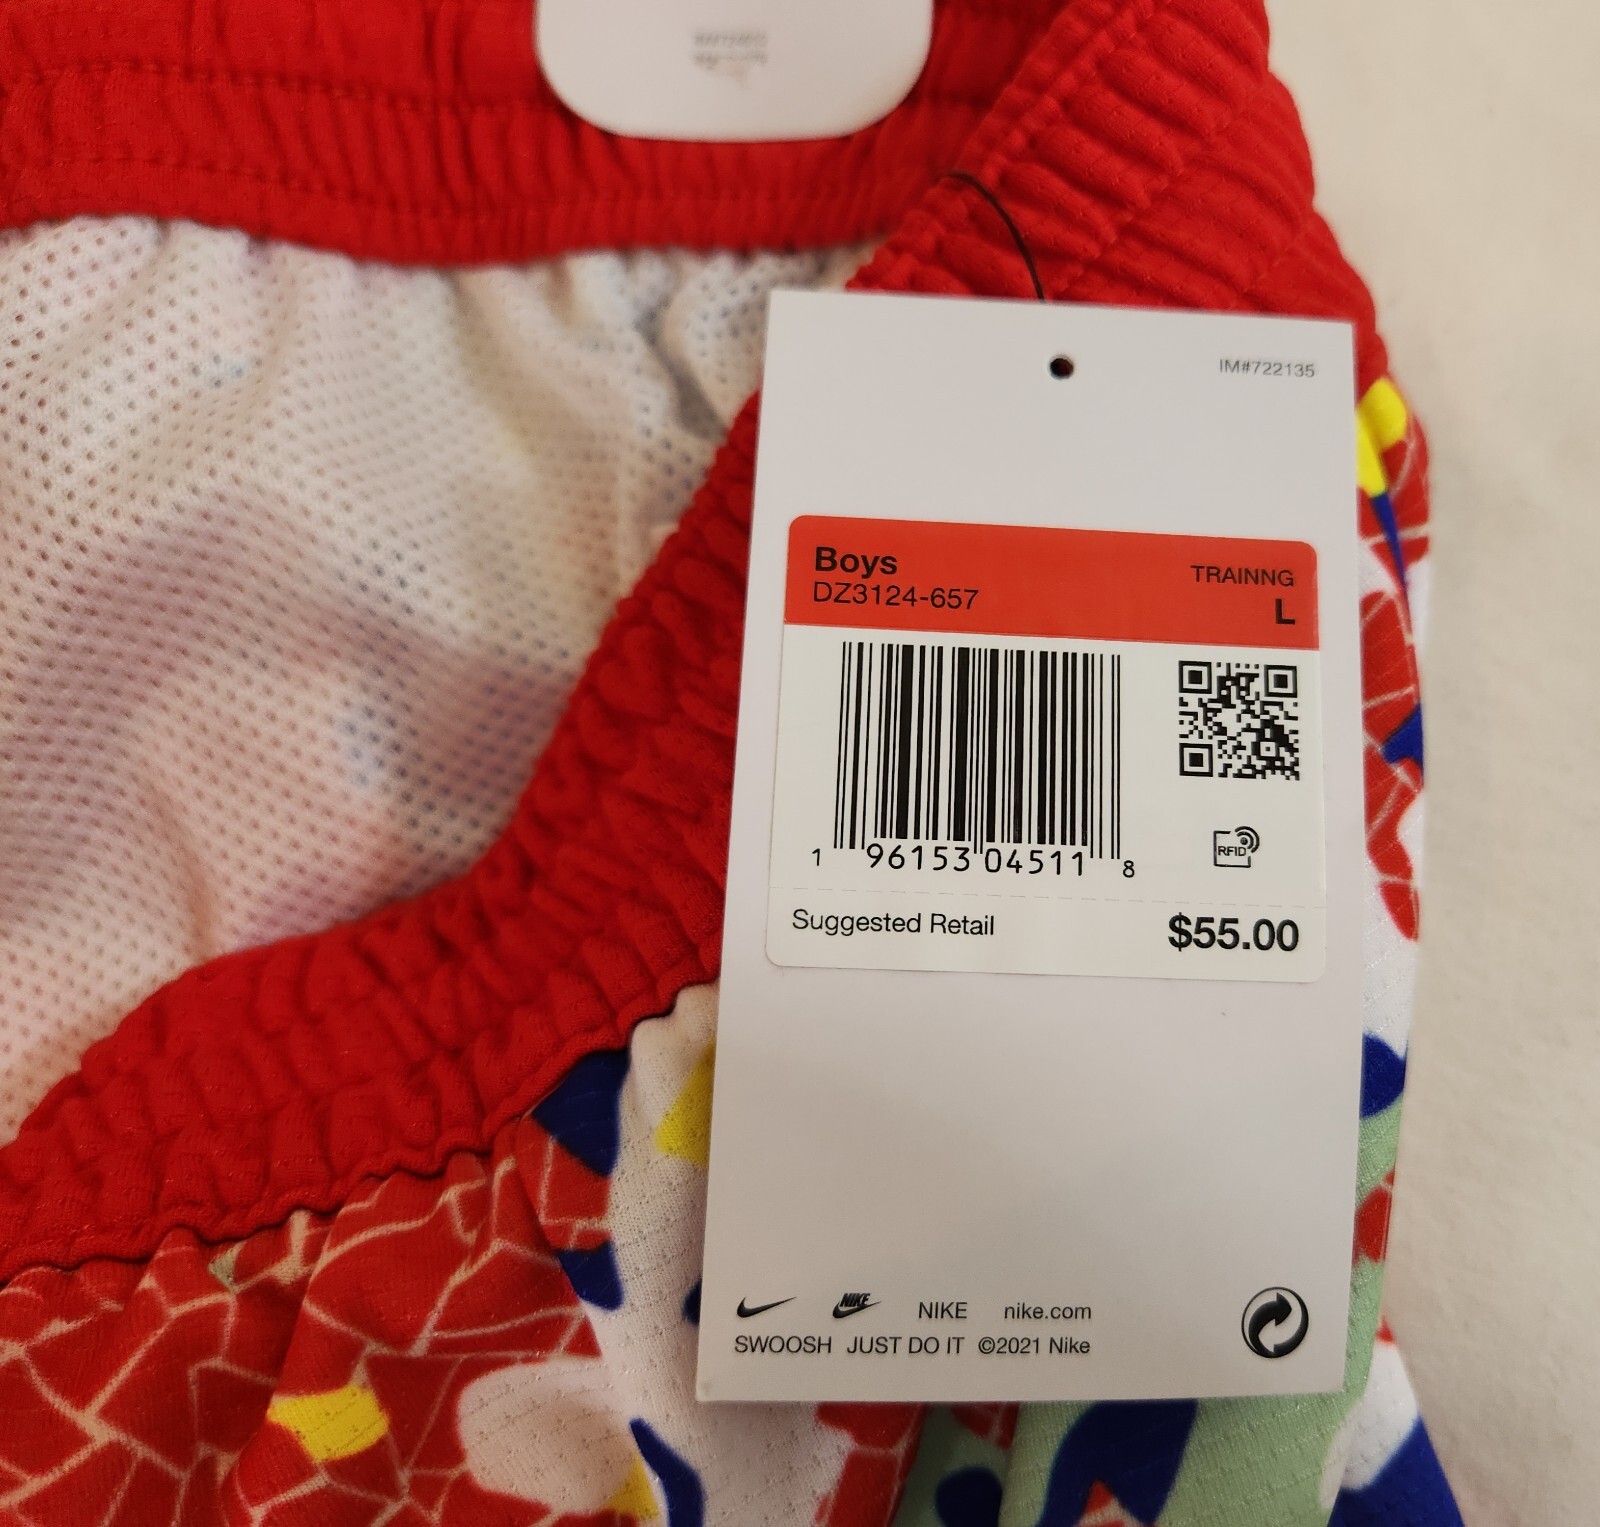 IM#722135
Boys
TRAINNG
DZ3124-657
L
1 96153 04511 8
RFID
Suggested Retail $55.00
NIKE NIKE nike.com
SWOOSH JUST DO IT ©2021 Nike